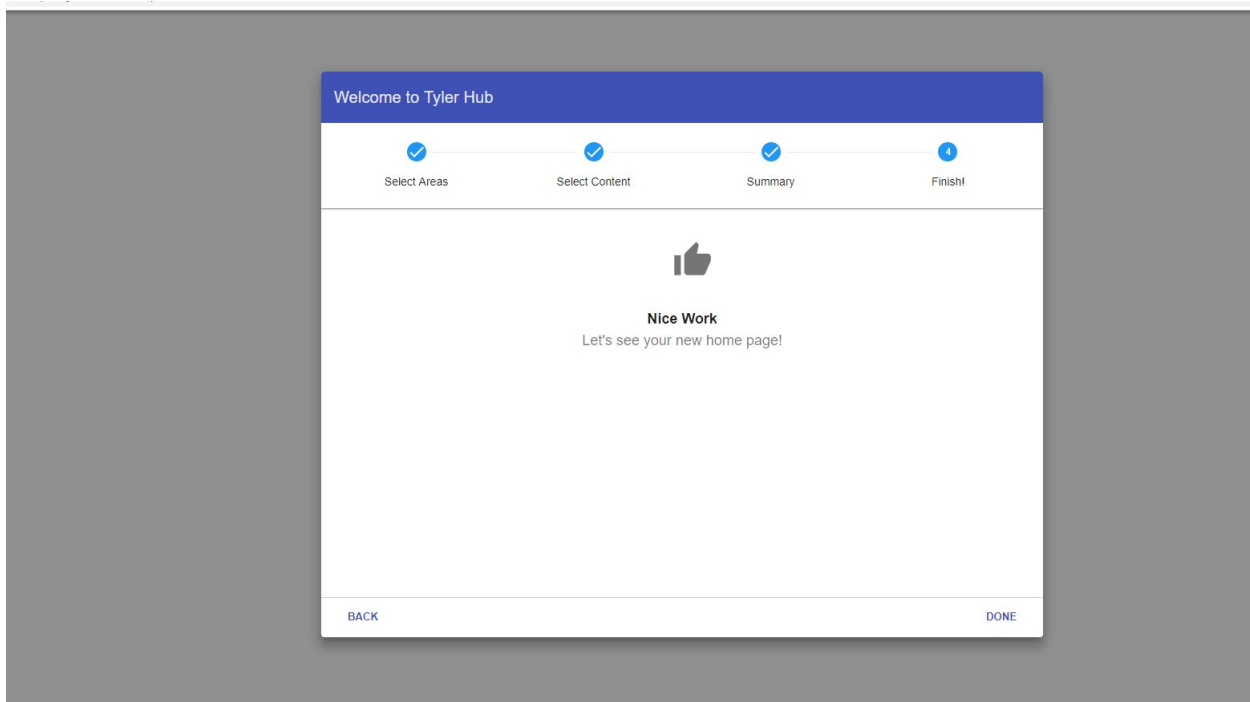 Welcome to Tyler Hub
4
Select Areas Select Content Summary Finish!
Nice Work
Let's see your new home page!
BACK DONE